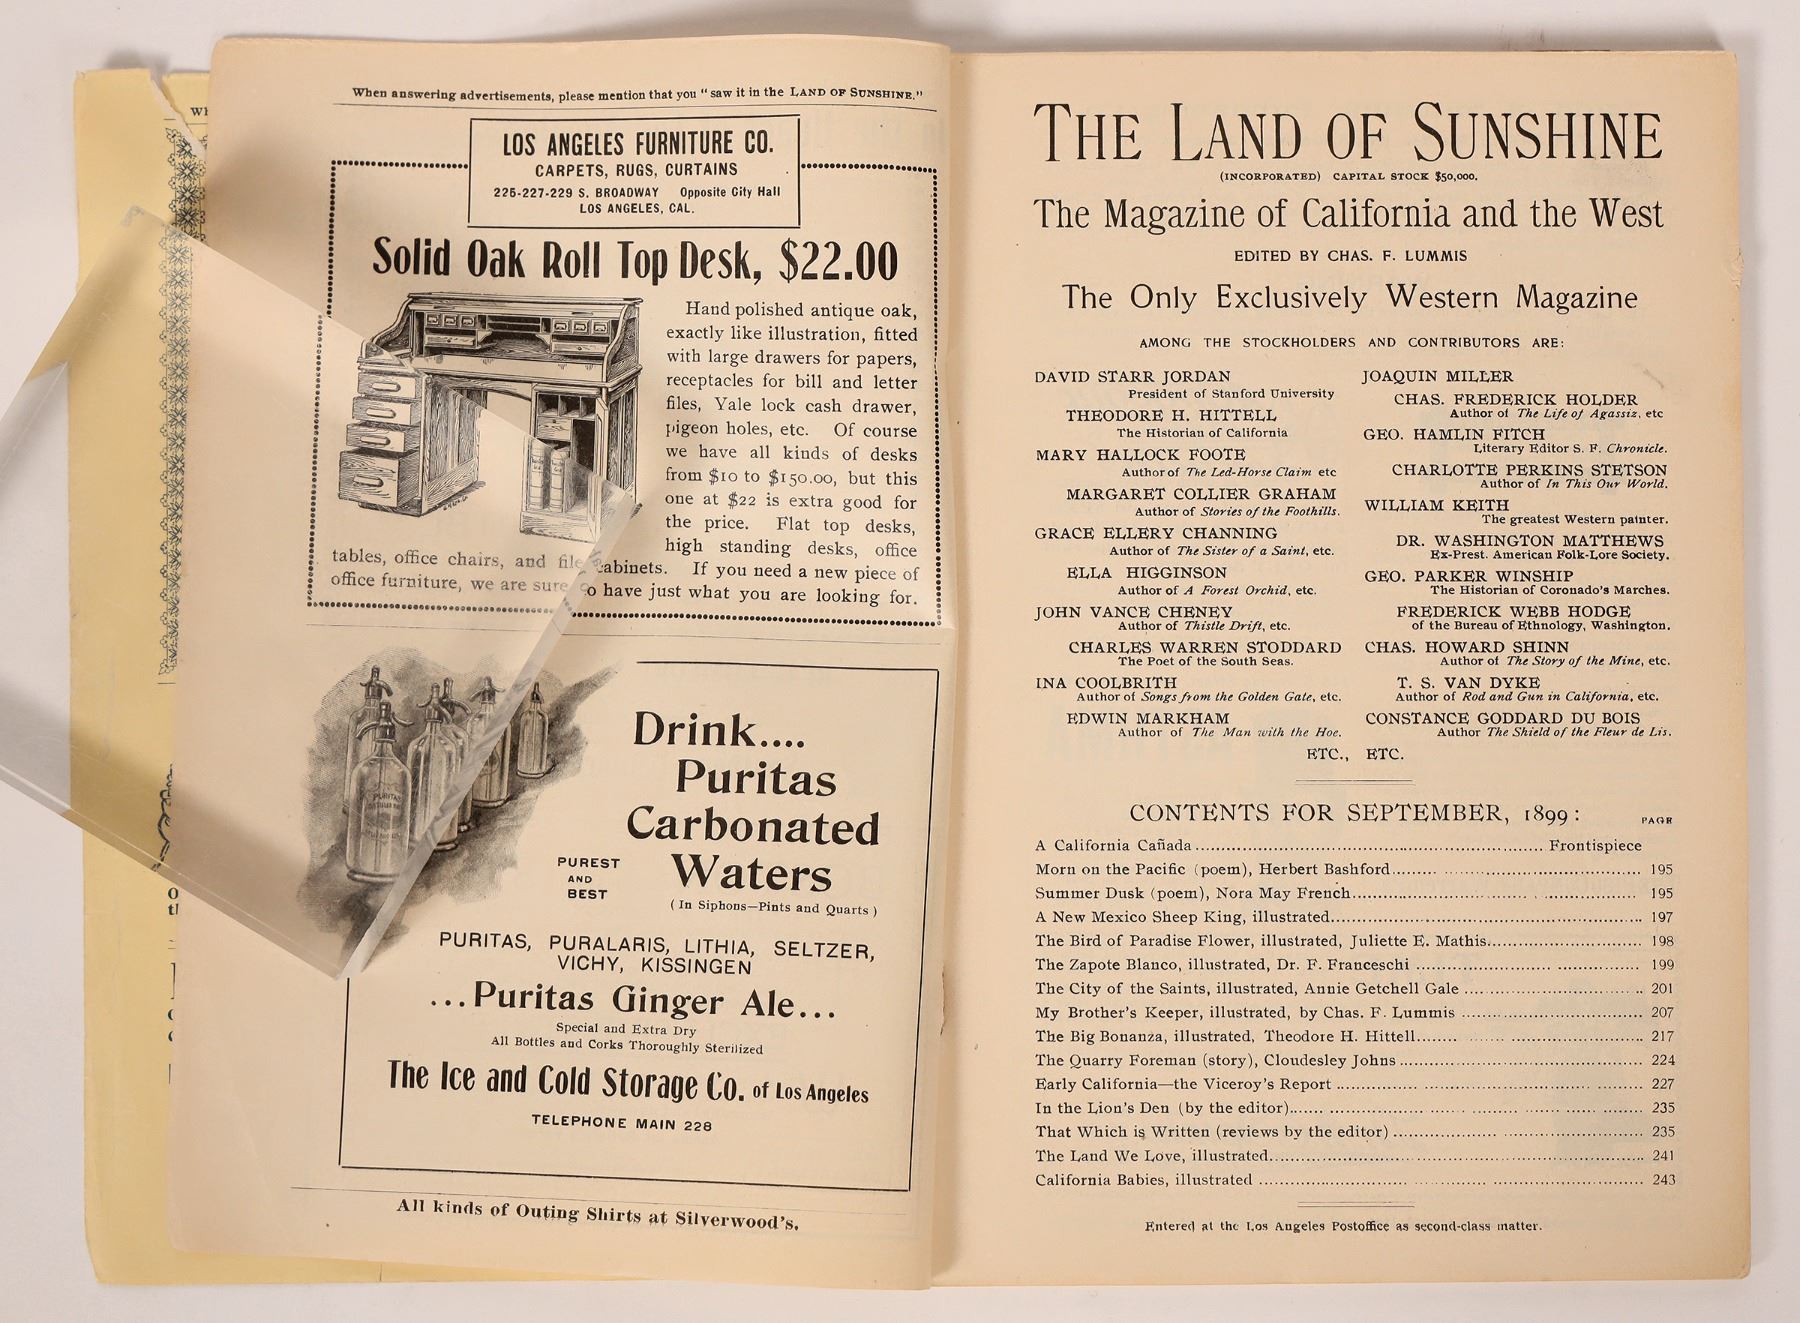 When answering advertisements, please mention that you "saw it in the LAND OF SUNSHINE."
LOS ANGELES FURNITURE CO.
CARPETS, RUGS, CURTAINS
225-227-229 S. BROADWAY Opposite City Hall
LOS ANGELES, CAL.
Solid Oak Roll Top Desk, $22.00
Hand polished antique oak,
exactly like illustration, fitted
with large drawers for papers,
receptacles for bill and letter
files, Yale lock cash drawer,
pigeon holes, etc. Of course
we have all kinds of desks
from $10 to $150.00, but this
one at $22 is extra good for
the price. Flat top desks,
high standing desks, office
tables, office chairs, and file cabinets. If you need a new piece of
office furniture, we are sure to have just what you are looking for.
PURITAS
Drink....
Puritas
Carbonated
Waters
PUREST
AND
BEST
(In Siphons—Pints and Quarts)
PURITAS, PURALARIS, LITHIA, SELTZER,
VICHY, KISSINGEN
...Puritas Ginger Ale...
Special and Extra Dry
All Bottles and Corks Thoroughly Sterilized
The Ice and Cold Storage Co. of Los Angeles
TELEPHONE MAIN 228
All kinds of Outing Shirts at Silverwood's.
THE LAND OF SUNSHINE
(INCORPORATED) CAPITAL STOCK $50,000.
The Magazine of California and the West
EDITED BY CHAS. F. LUMMIS
The Only Exclusively Western Magazine
AMONG THE STOCKHOLDERS AND CONTRIBUTORS ARE:
DAVID STARR JORDAN
President of Stanford University
THEODORE H. HITTELL
The Historian of California
MARY HALLOCK FOOTE
Author of The Led-Horse Claim etc
MARGARET COLLIER GRAHAM
Author of Stories of the Foothills.
GRACE ELLERY CHANNING
Author of The Sister of a Saint, etc.
ELLA HIGGINSON
Author of A Forest Orchid, etc.
JOHN VANCE CHENEY
Author of Thistle Drift, etc.
CHARLES WARREN STODDARD
The Poet of the South Seas.
INA COOLBRITH
Author of Songs from the Golden Gate, etc.
EDWIN MARKHAM
Author of The Man with the Hoe.
JOAQUIN MILLER
CHAS. FREDERICK HOLDER
Author of The Life of Agassiz, etc
GEO. HAMLIN FITCH
Literary Editor S. F. Chronicle.
CHARLOTTE PERKINS STETSON
Author of In This Our World.
WILLIAM KEITH
The greatest Western painter.
DR. WASHINGTON MATTHEWS
Ex-Prest. American Folk-Lore Society.
GEO. PARKER WINSHIP
The Historian of Coronado's Marches.
FREDERICK WEBB HODGE
of the Bureau of Ethnology, Washington.
CHAS. HOWARD SHINN
Author of The Story of the Mine, etc.
T. S. VAN DYKE
Author of Rod and Gun in California, etc.
CONSTANCE GODDARD DU BOIS
Author The Shield of the Fleur de Lis.
ETC., ETC.
CONTENTS FOR SEPTEMBER, 1899: PAGE
A California Cañada Frontispiece
Morn on the Pacific (poem), Herbert Bashford 195
Summer Dusk (poem), Nora May French 195
A New Mexico Sheep King, illustrated 197
The Bird of Paradise Flower, illustrated, Juliette E. Mathis 198
The Zapote Blanco, illustrated, Dr. F. Franceschi 199
The City of the Saints, illustrated, Annie Getchell Gale 201
My Brother's Keeper, illustrated, by Chas. F. Lummis 207
The Big Bonanza, illustrated, Theodore H. Hittell 217
The Quarry Foreman (story), Cloudesley Johns 224
Early California—the Viceroy's Report 227
In the Lion's Den (by the editor) 235
That Which is Written (reviews by the editor) 235
The Land We Love, illustrated 241
California Babies, illustrated 243
Entered at the Los Angeles Postoffice as second-class matter.